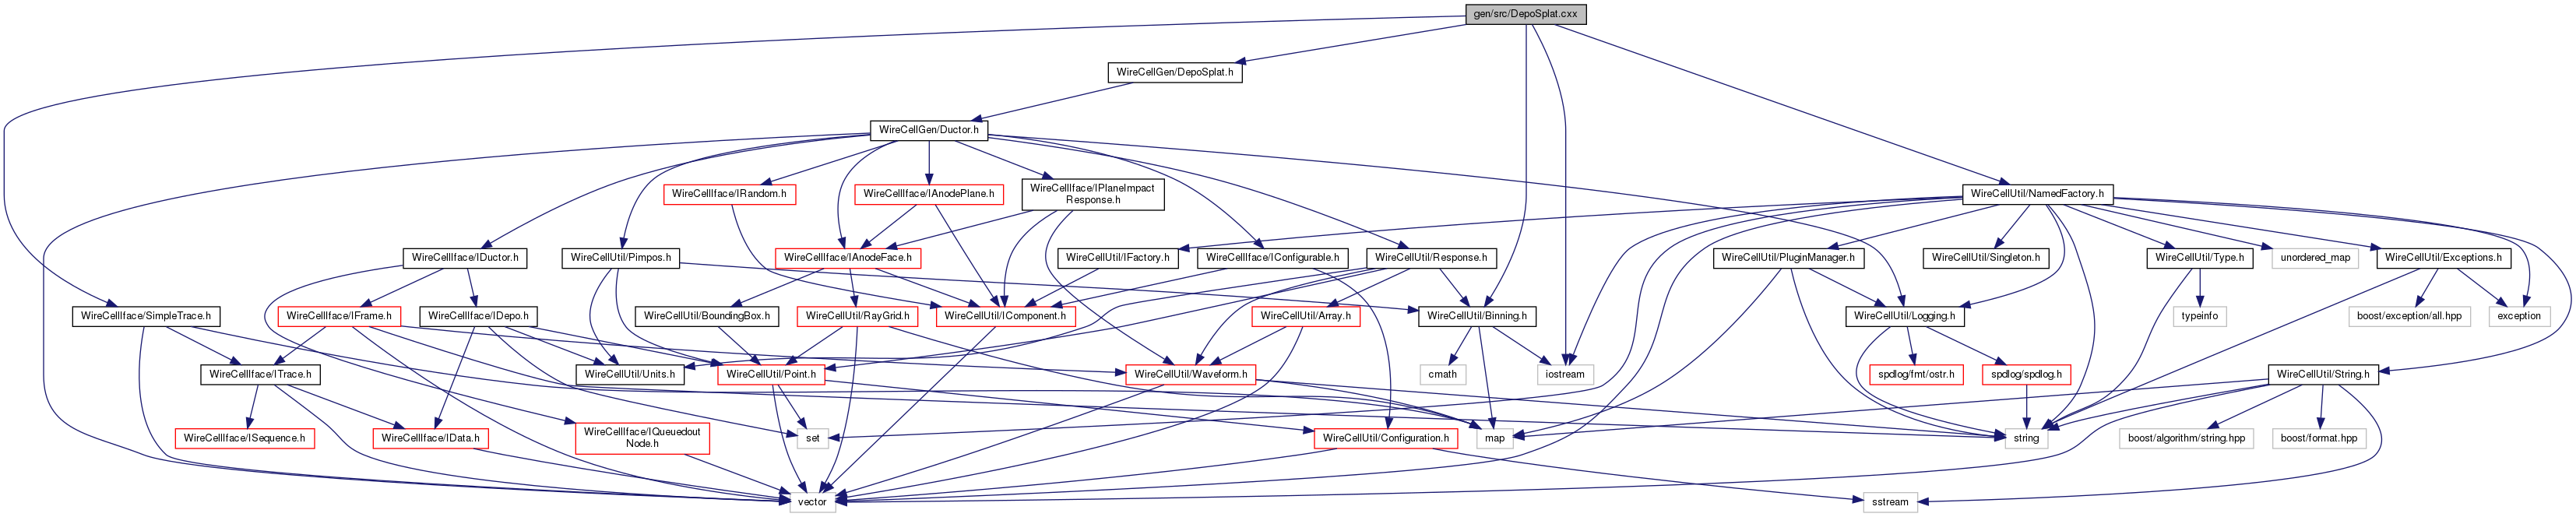 gen/src/DepoSplat.cxx
WireCellGen/DepoSplat.h
WireCellGen/Ductor.h
WireCellIface/IRandom.h
WireCellIface/IAnodePlane.h
WireCellIface/IPlaneImpact
Response.h
WireCellUtil/NamedFactory.h
WireCellIface/IDuctor.h
WireCellUtil/Pimpos.h
WireCellIface/IAnodeFace.h
WireCellUtil/IFactory.h
WireCellIface/IConfigurable.h
WireCellUtil/Response.h
WireCellUtil/PluginManager.h
WireCellUtil/Singleton.h
WireCellUtil/Type.h
unordered_map
WireCellUtil/Exceptions.h
WireCellIface/SimpleTrace.h
WireCellIface/IFrame.h
WireCellIface/IDepo.h
WireCellUtil/BoundingBox.h
WireCellUtil/RayGrid.h
WireCellUtil/IComponent.h
WireCellUtil/Array.h
WireCellUtil/Binning.h
WireCellUtil/Logging.h
typeinfo
boost/exception/all.hpp
exception
WireCellIface/ITrace.h
WireCellUtil/Units.h
WireCellUtil/Point.h
WireCellUtil/Waveform.h
cmath
iostream
spdlog/fmt/ostr.h
spdlog/spdlog.h
WireCellUtil/String.h
WireCellIface/ISequence.h
WireCellIface/IData.h
WireCellIface/IQueuedout
Node.h
set
WireCellUtil/Configuration.h
map
string
boost/algorithm/string.hpp
boost/format.hpp
vector
sstream